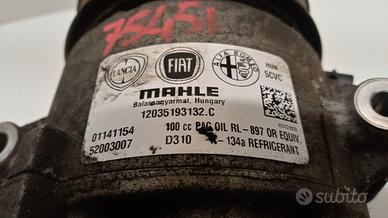 75451
LANCIA FIAT ALFA ROMEO HUN
SCVC
MAHLE
Balassagyarmat, Hungary
12035193132.C
01141154 100 cc PAG OIL RL-897 OR EQUIV.
52003007 D310 -134a REFRIGERANT
subito